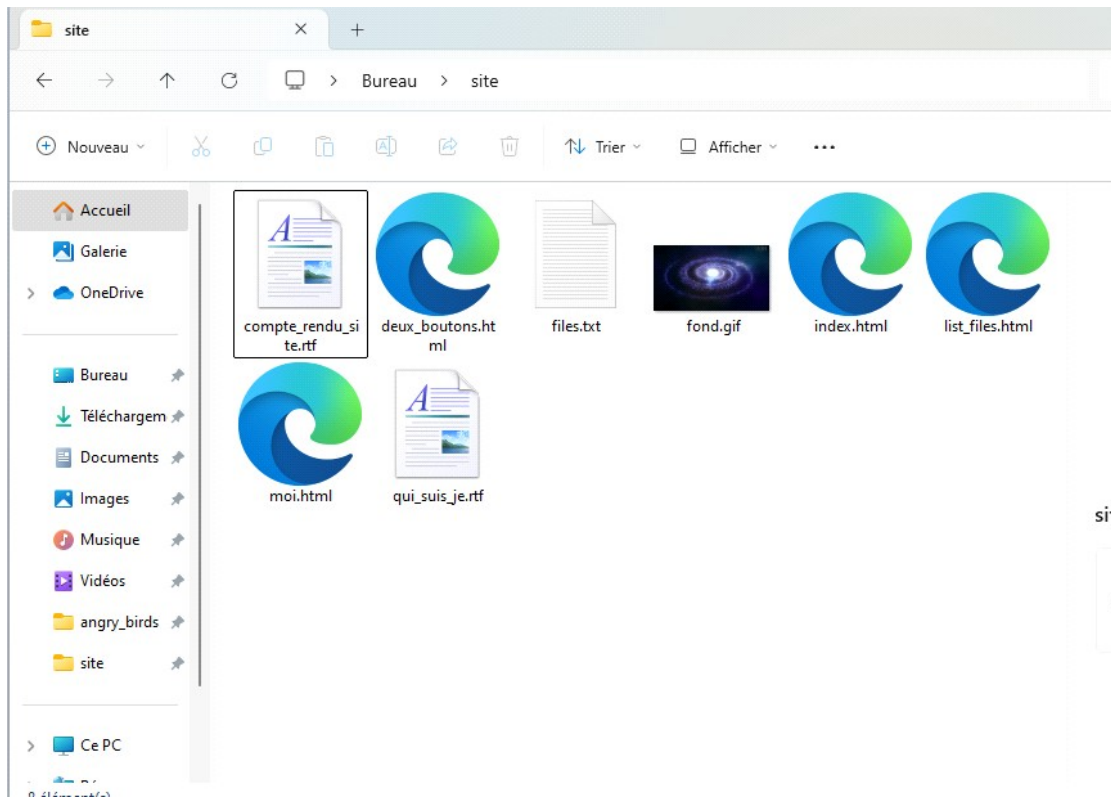 site
Bureau > site
Nouveau
Trier
Afficher
Accueil
Galerie
OneDrive
Bureau
Téléchargem
Documents
Images
Musique
Vidéos
angry_birds
site
Ce PC
compte_rendu_si
te.rtf
deux_boutons.ht
ml
files.txt
fond.gif
index.html
list_files.html
moi.html
qui_suis_je.rtf